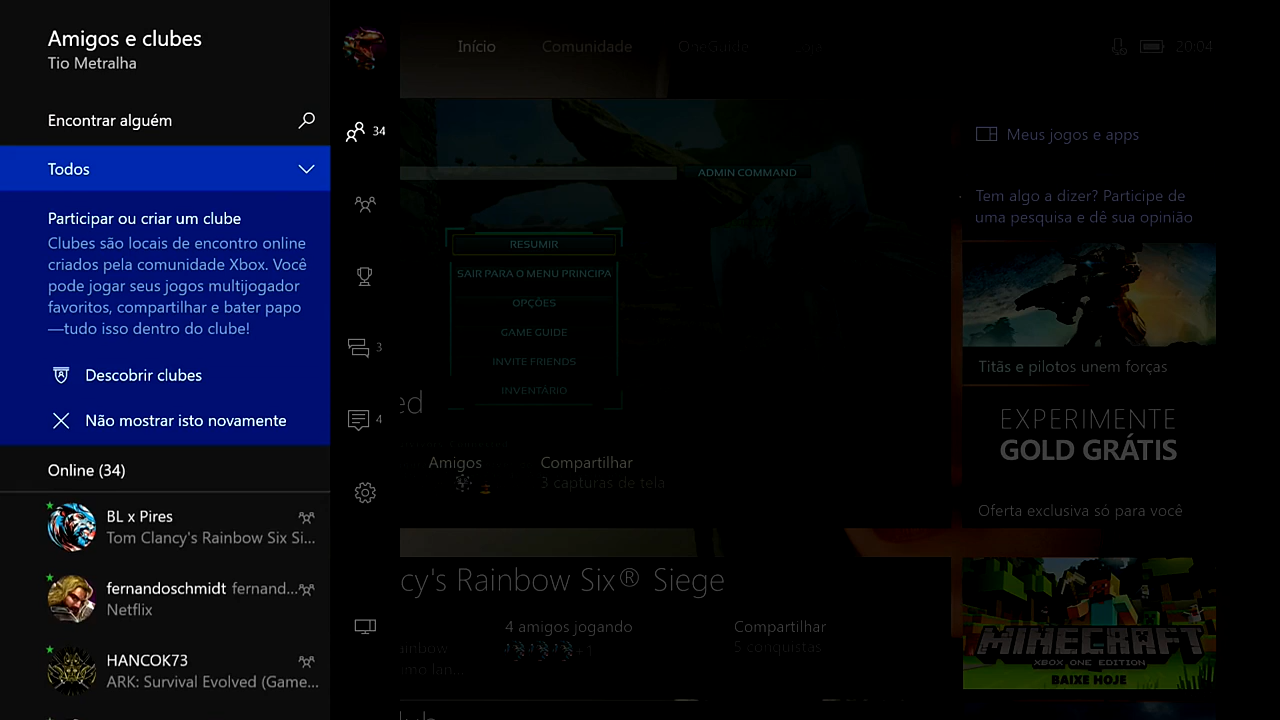 Amigos e clubes
Tio Metralha
Encontrar alguém
Todos
Participar ou criar um clube
Clubes são locais de encontro online
criados pela comunidade Xbox. Você
pode jogar seus jogos multijogador
favoritos, compartilhar e bater papo
—tudo isso dentro do clube!
Descobrir clubes
Não mostrar isto novamente
Online (34)
BL x Pires
Tom Clancy's Rainbow Six Si...
fernandoschmidt fernand...
Netflix
HANCOK73
ARK: Survival Evolved (Game...
34
3
4
Início
Comunidade
OneGuide
20:04
ADMIN COMMAND
RESUMIR
SAIR PARA O MENU PRINCIPA
OPÇÕES
GAME GUIDE
INVITE FRIENDS
INVENTÁRIO
ed
Amigos
Compartilhar
3 capturas de tela
cy's Rainbow Six® Siege
4 amigos jogando
+1
Compartilhar
5 conquistas
ainbow
Meus jogos e apps
Tem algo a dizer? Participe de
uma pesquisa e dê sua opinião
Titãs e pilotos unem forças
EXPERIMENTE
GOLD GRÁTIS
Oferta exclusiva só para você
MINECRAFT
XBOX ONE EDITION
BAIXE HOJE